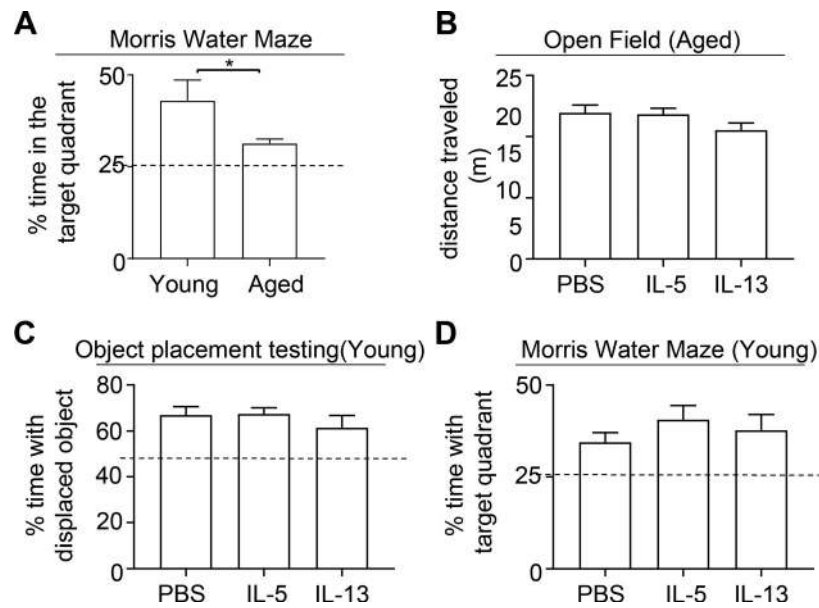 A
Morris Water Maze
% time in the
target quadrant
50
25
0
*
Young Aged
B
Open Field (Aged)
distance traveled
(m)
25
20
15
10
5
0
PBS IL-5 IL-13
C
Object placement testing(Young)
% time with
displaced object
80
60
40
20
0
PBS IL-5 IL-13
D
Morris Water Maze (Young)
% time with
target quadrant
50
25
0
PBS IL-5 IL-13